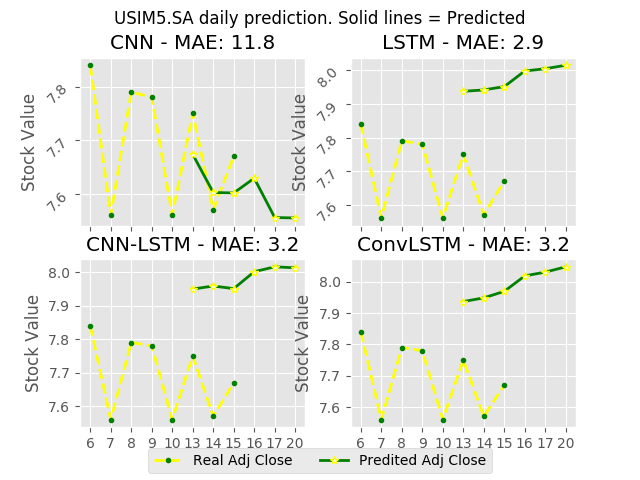 USIM5.SA daily prediction. Solid lines = Predicted
CNN - MAE: 11.8
LSTM - MAE: 2.9
Stock Value
7.8
7.7
7.6
Stock Value
8.0
7.9
7.8
7.7
7.6
CNN-LSTM - MAE: 3.2
ConvLSTM - MAE: 3.2
Stock Value
8.0
7.9
7.8
7.7
7.6
Stock Value
8.0
7.9
7.8
7.7
7.6
6 7 8 9 10 13 14 15 16 17 20
6 7 8 9 10 13 14 15 16 17 20
Real Adj Close
Predited Adj Close